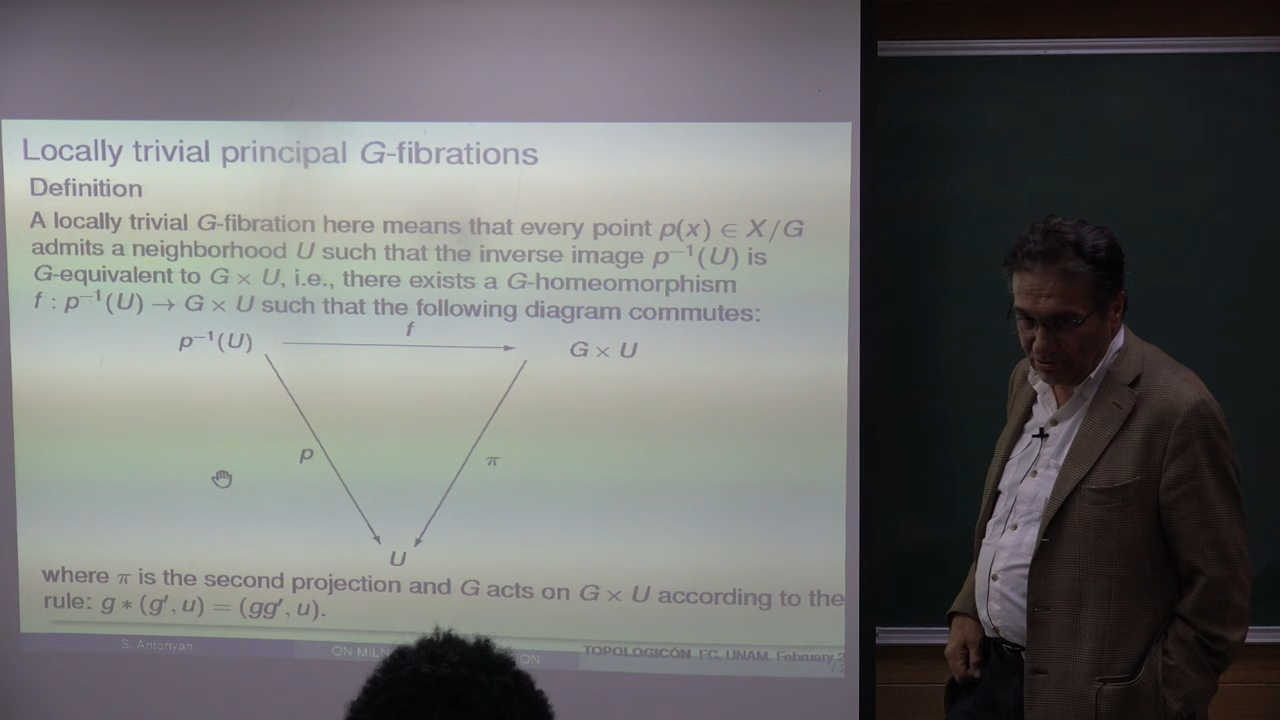 Locally trivial principal G-fibrations
Definition
A locally trivial G-fibration here means that every point p(x) ∈ X/G
admits a neighborhood U such that the inverse image p⁻¹(U) is
G-equivalent to G × U, i.e., there exists a G-homeomorphism
f : p⁻¹(U) → G × U such that the following diagram commutes:
f
p⁻¹(U)
G × U
p
π
U
where π is the second projection and G acts on G × U according to the
rule: g ∗ (g′, u) = (gg′, u).
S. Antonyan
ON
TOPOLOGICÓN. FC, UNAM. February